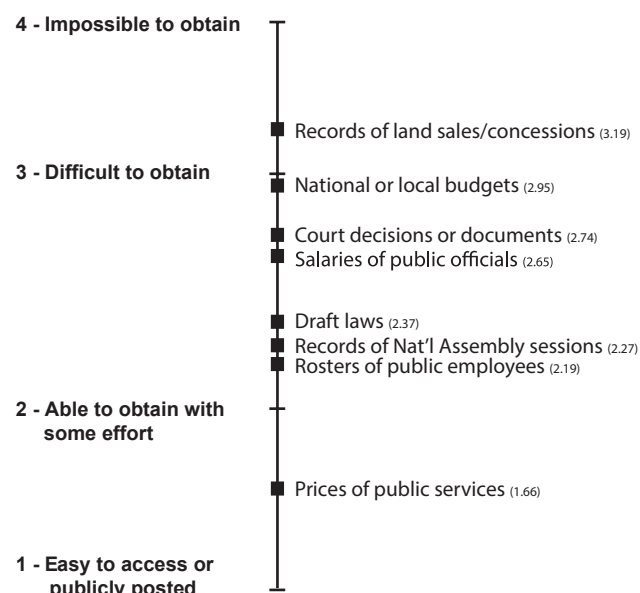 4 - Impossible to obtain
Records of land sales/concessions (3.19)
3 - Difficult to obtain
National or local budgets (2.95)
Court decisions or documents (2.74)
Salaries of public officials (2.65)
Draft laws (2.37)
Records of Nat'l Assembly sessions (2.27)
Rosters of public employees (2.19)
2 - Able to obtain with
some effort
Prices of public services (1.66)
1 - Easy to access or
publicly posted